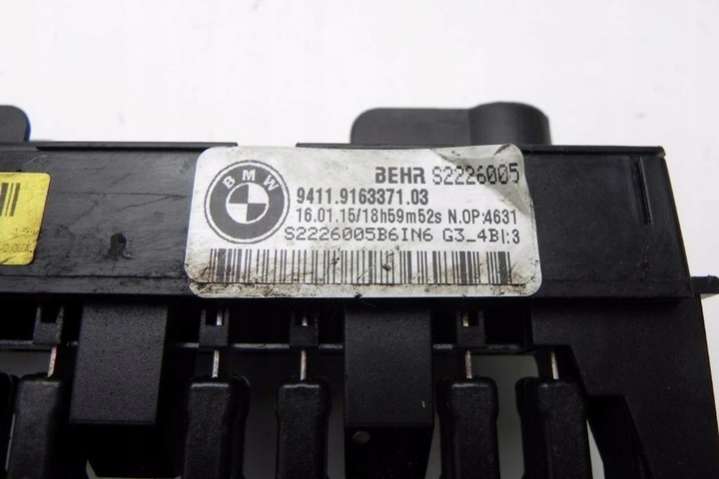 BMW
BEHR S2226005
9411.9163371.03
16.01.15/18h59m52s N.OP:4631
S2226005B6IN6 G3_4BI:3